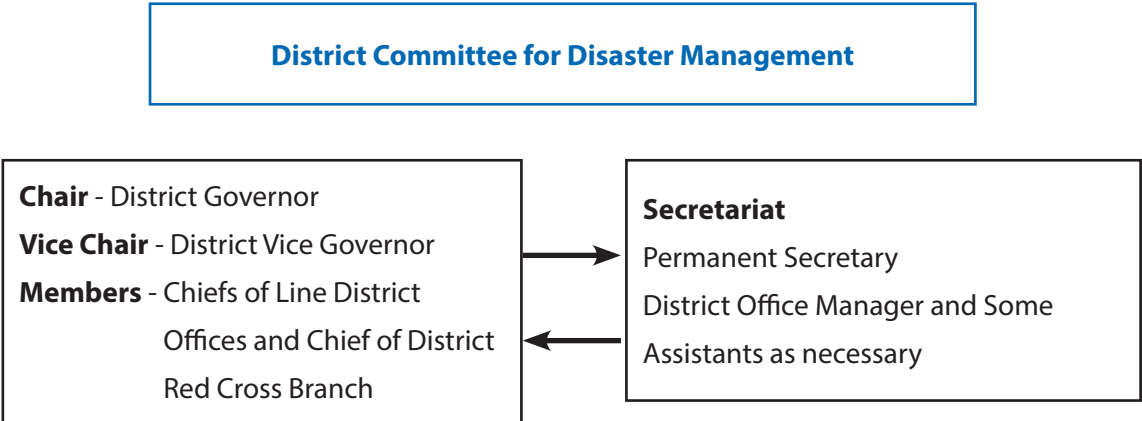 District Committee for Disaster Management
Chair - District Governor
Vice Chair - District Vice Governor
Members - Chiefs of Line District
Offices and Chief of District
Red Cross Branch
Secretariat
Permanent Secretary
District Office Manager and Some
Assistants as necessary